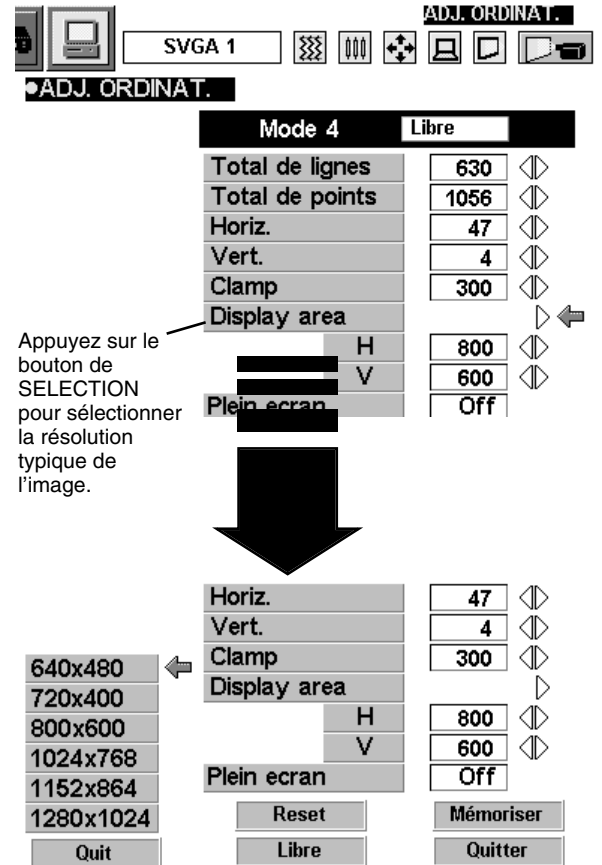 ADJ. ORDINAT.
SVGA 1
●ADJ. ORDINAT.
Mode 4 Libre
Total de lignes 630
Total de points 1056
Horiz. 47
Vert. 4
Clamp 300
Display area
H 800
V 600
Plein ecran Off
Appuyez sur le
bouton de
SELECTION
pour sélectionner
la résolution
typique de
l'image.
Horiz. 47
Vert. 4
Clamp 300
Display area
H 800
V 600
Plein ecran Off
640x480
720x400
800x600
1024x768
1152x864
1280x1024
Quit
Reset Mémoriser
Libre Quitter